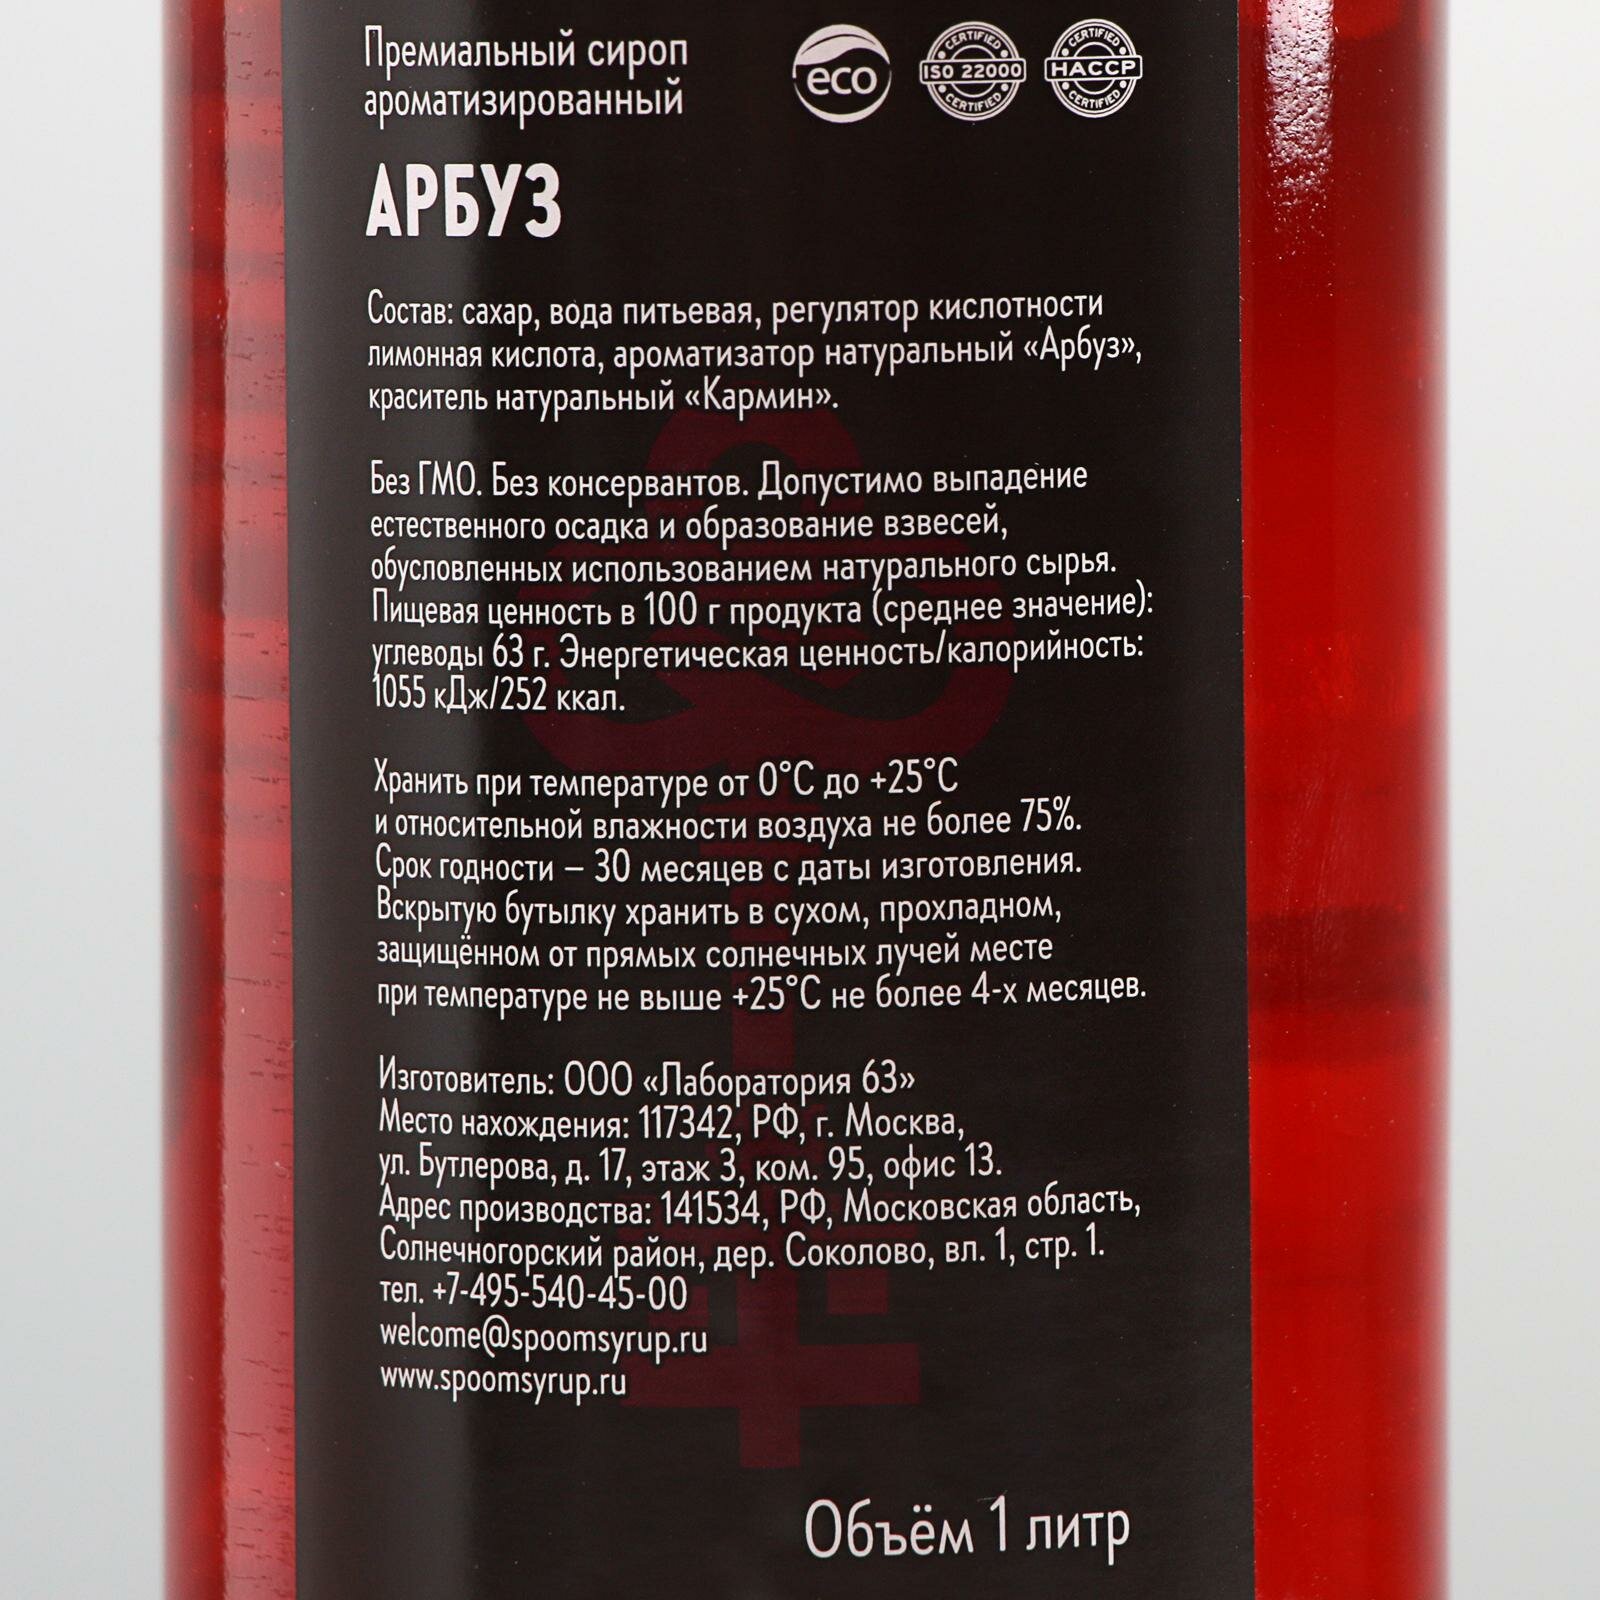 Премиальный сироп
ароматизированный
eco
CERTIFIED
ISO 22000
CERTIFIED
CERTIFIED
HACCP
CERTIFIED
АРБУЗ
Состав: сахар, вода питьевая, регулятор кислотности
лимонная кислота, ароматизатор натуральный «Арбуз»,
краситель натуральный «Кармин».
Без ГМО. Без консервантов. Допустимо выпадение
естественного осадка и образование взвесей,
обусловленных использованием натурального сырья.
Пищевая ценность в 100 г продукта (среднее значение):
углеводы 63 г. Энергетическая ценность/калорийность:
1055 кДж/252 ккал.
Хранить при температуре от 0°С до +25°С
и относительной влажности воздуха не более 75%.
Срок годности – 30 месяцев с даты изготовления.
Вскрытую бутылку хранить в сухом, прохладном,
защищённом от прямых солнечных лучей месте
при температуре не выше +25°С не более 4-х месяцев.
Изготовитель: ООО «Лаборатория 63»
Место нахождения: 117342, РФ, г. Москва,
ул. Бутлерова, д. 17, этаж 3, ком. 95, офис 13.
Адрес производства: 141534, РФ, Московская область,
Солнечногорский район, дер. Соколово, вл. 1, стр. 1.
тел. +7-495-540-45-00
welcome@spoomsyrup.ru
www.spoomsyrup.ru
Объём 1 литр